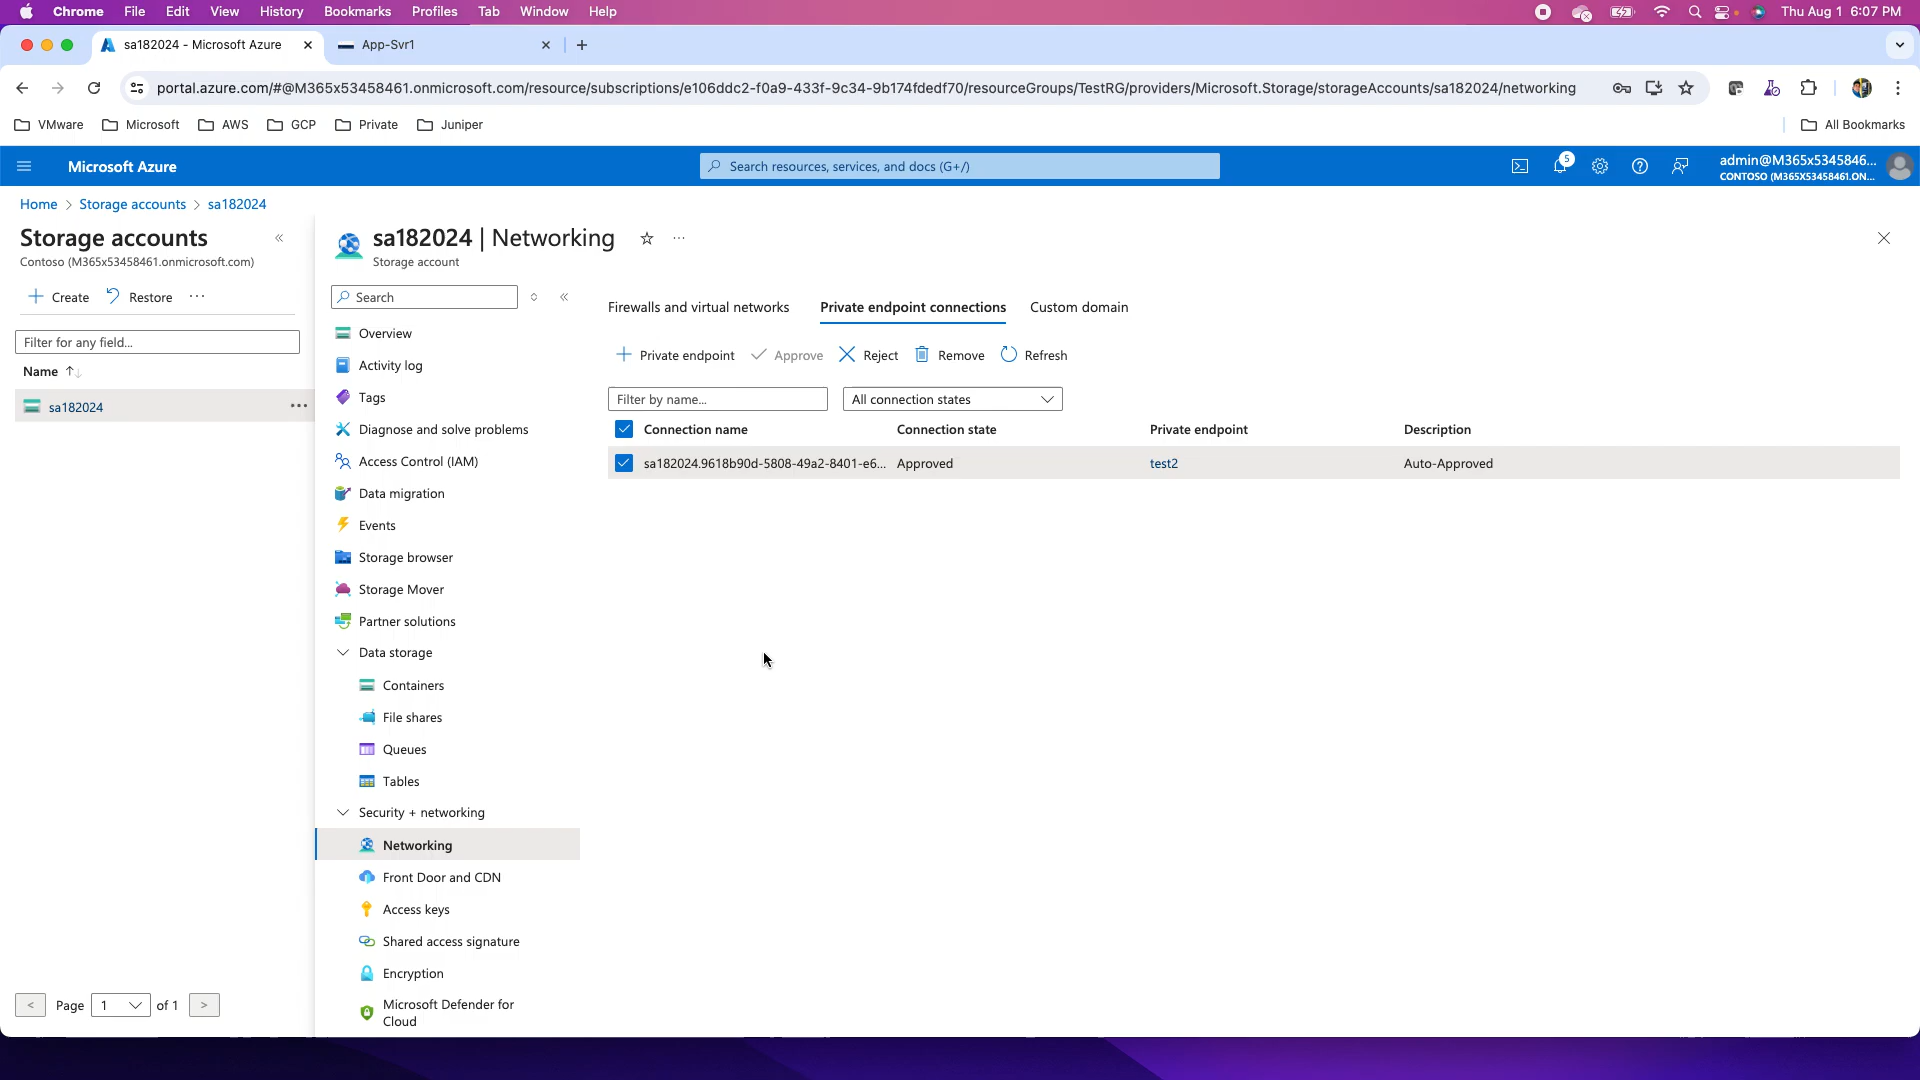 Chrome File Edit View History Bookmarks Profiles Tab Window Help Thu Aug 1 6:07 PM
sa182024 - Microsoft Azure App-Svr1
portal.azure.com/#@M365x53458461.onmicrosoft.com/resource/subscriptions/e106ddc2-f0a9-433f-9c34-9b174fdedf70/resourceGroups/TestRG/providers/Microsoft.Storage/storageAccounts/sa182024/networking
VMware Microsoft AWS GCP Private Juniper All Bookmarks
Microsoft Azure
Search resources, services, and docs (G+/)
5
admin@M365x5345846...
CONTOSO (M365X53458461.ON...
Home > Storage accounts > sa182024
Storage accounts
Contoso (M365x53458461.onmicrosoft.com)
Create Restore ...
Filter for any field...
Name
sa182024 ...
< Page 1 of 1 >
sa182024 | Networking ...
Storage account
Search
Overview
Activity log
Tags
Diagnose and solve problems
Access Control (IAM)
Data migration
Events
Storage browser
Storage Mover
Partner solutions
Data storage
Containers
File shares
Queues
Tables
Security + networking
Networking
Front Door and CDN
Access keys
Shared access signature
Encryption
Microsoft Defender for
Cloud
Firewalls and virtual networks Private endpoint connections Custom domain
Private endpoint Approve Reject Remove Refresh
Filter by name... All connection states
Connection name Connection state Private endpoint Description
sa182024.9618b90d-5808-49a2-8401-e6... Approved test2 Auto-Approved